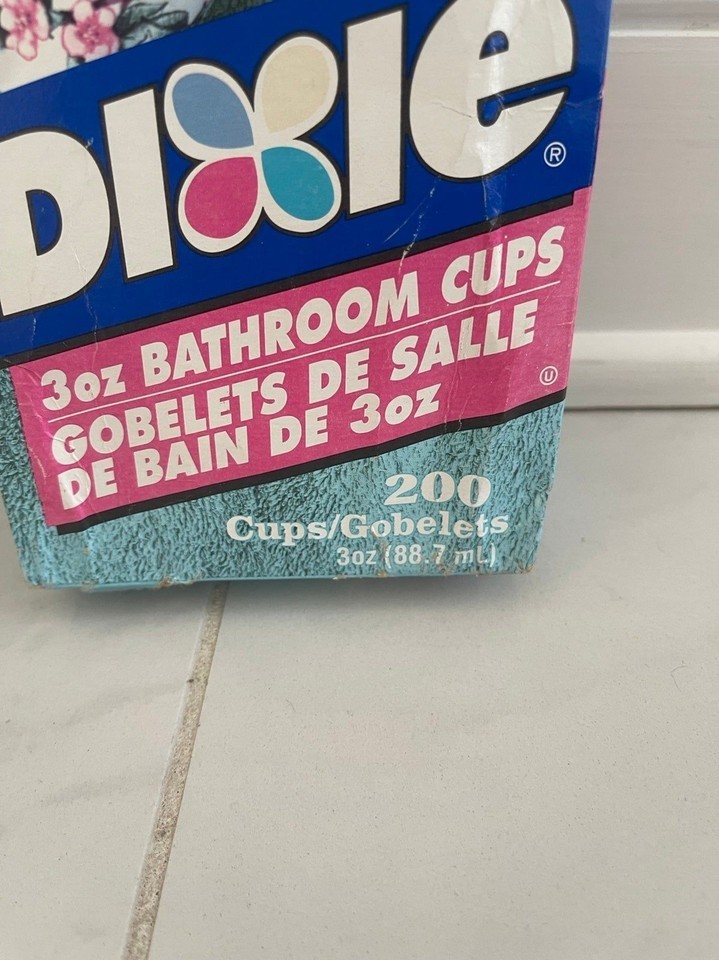 DIXIE®
3oz BATHROOM CUPS
GOBELETS DE SALLE
DE BAIN DE 3oz
Ⓤ
200
Cups/Gobelets
3oz (88.7 mL)